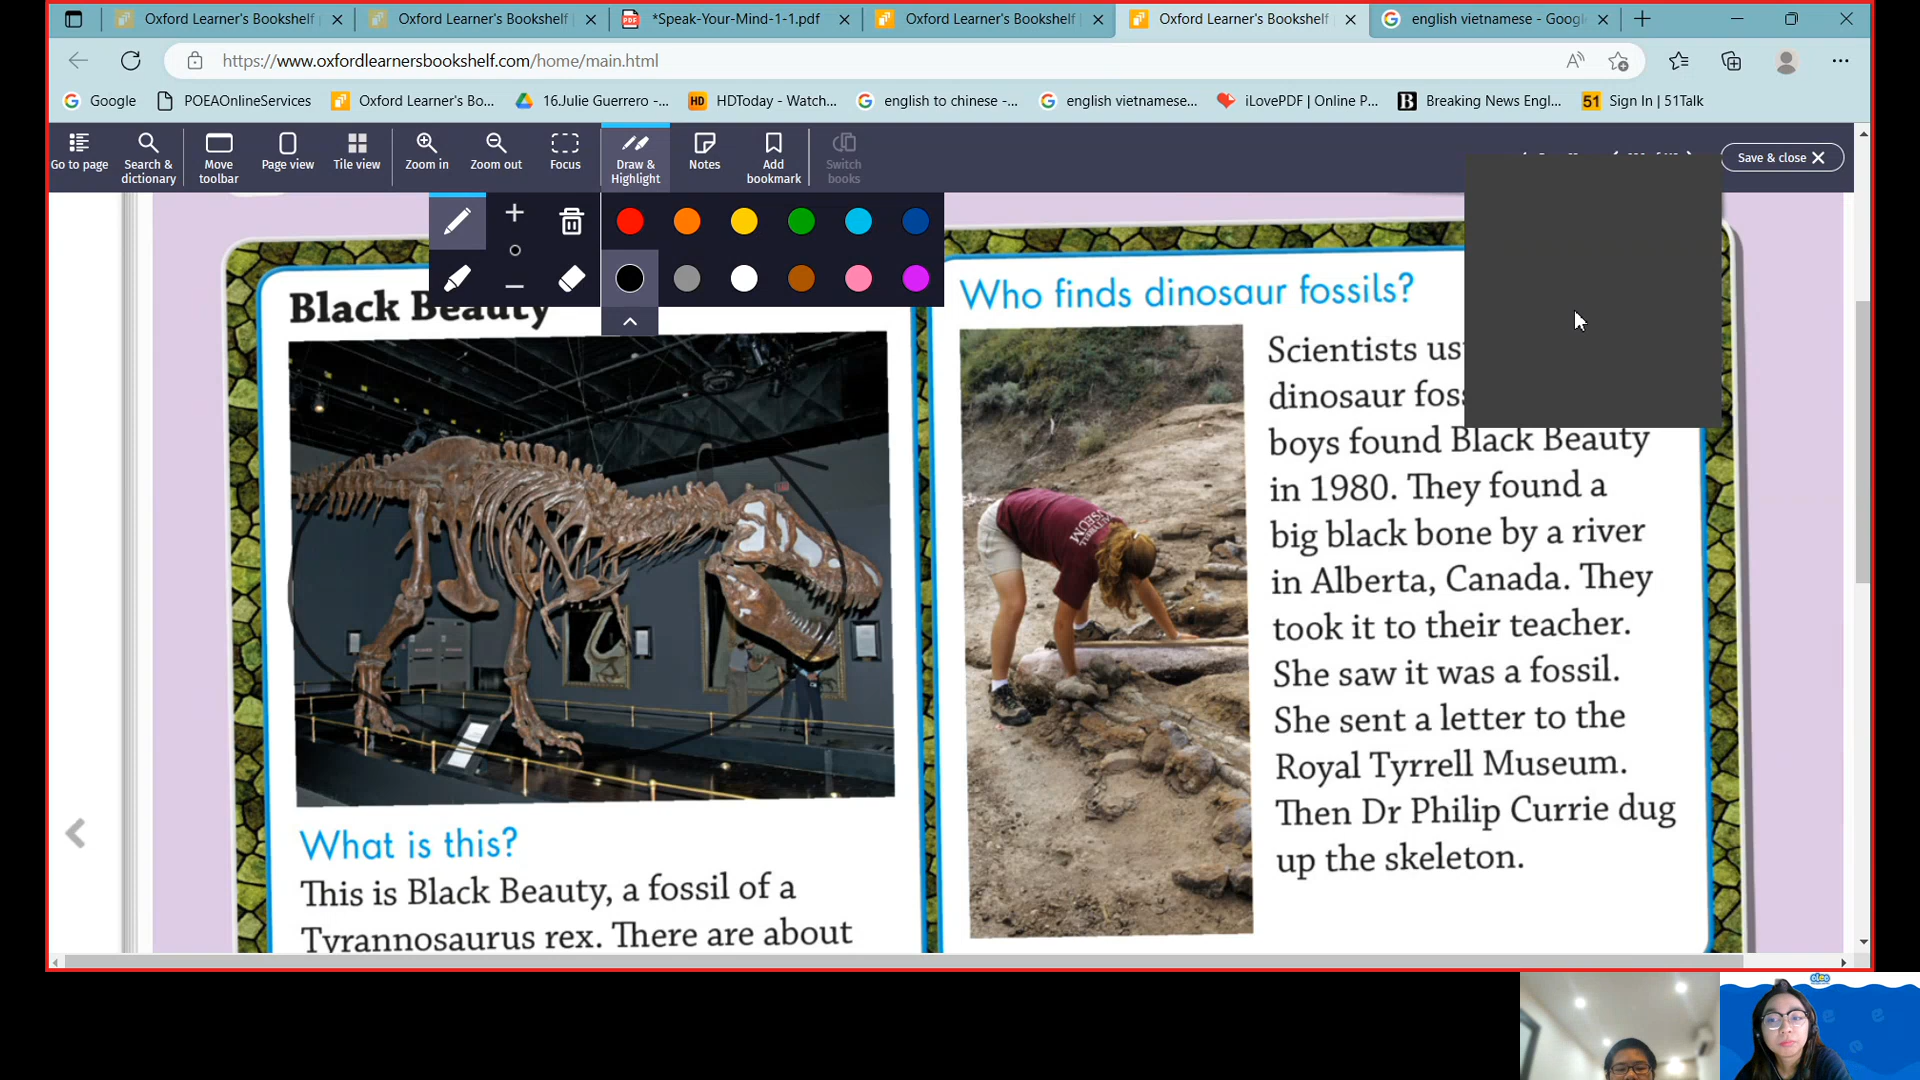 Oxford Learner's Bookshelf
Oxford Learner's Bookshelf
*Speak-Your-Mind-1-1.pdf
Oxford Learner's Bookshelf
Oxford Learner's Bookshelf
english vietnamese - Google
https://www.oxfordlearnersbookshelf.com/home/main.html
Google
POEAOnlineServices
Oxford Learner's Bo...
16.Julie Guerrero -...
HDToday - Watch...
english to chinese -...
english vietnamese...
iLovePDF | Online P...
Breaking News Engl...
Sign In | 51Talk
Go to page
Search & dictionary
Move toolbar
Page view
Tile view
Zoom in
Zoom out
Focus
Draw & Highlight
Notes
Add bookmark
Switch books
Save & close
Black Beauty
What is this?
This is Black Beauty, a fossil of a
Tyrannosaurus rex. There are about
Who finds dinosaur fossils?
Scientists
dinosaur
boys found Black Beauty
in 1980. They found a
big black bone by a river
in Alberta, Canada. They
took it to their teacher.
She saw it was a fossil.
She sent a letter to the
Royal Tyrrell Museum.
Then Dr Philip Currie dug
up the skeleton.